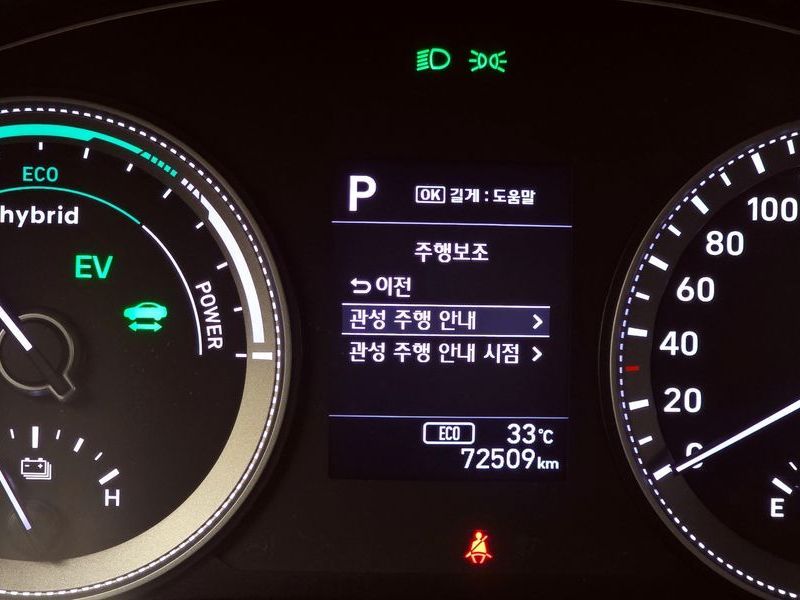 ECO
hybrid
EV
POWER
H
P
OK 길게 : 도움말
주행보조
이전
관성 주행 안내
관성 주행 안내 시점
ECO 33°C
72509km
100
80
60
40
20
0
E